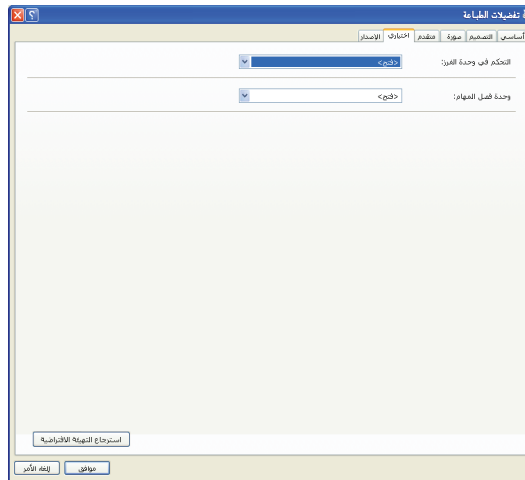 تفضيلات الطباعة
أساسي التصميم صورة متقدم اختياري الإصدار
التحكم في وحدة الفرز: <فتح>
وحدة فصل المهام: <فتح>
استرجاع التهيئة الافتراضية
موافق إلغاء الأمر